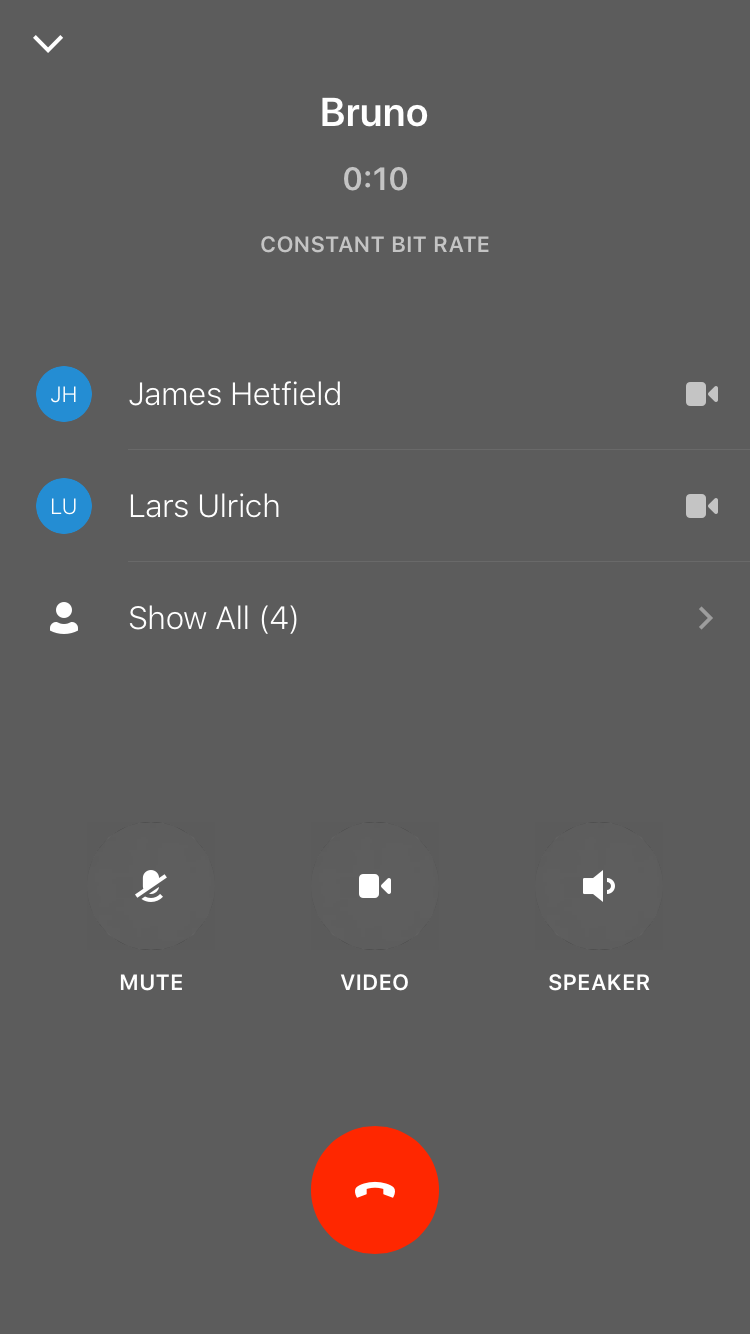 Bruno
0:10
CONSTANT BIT RATE
JH James Hetfield
LU Lars Ulrich
Show All (4)
MUTE VIDEO SPEAKER